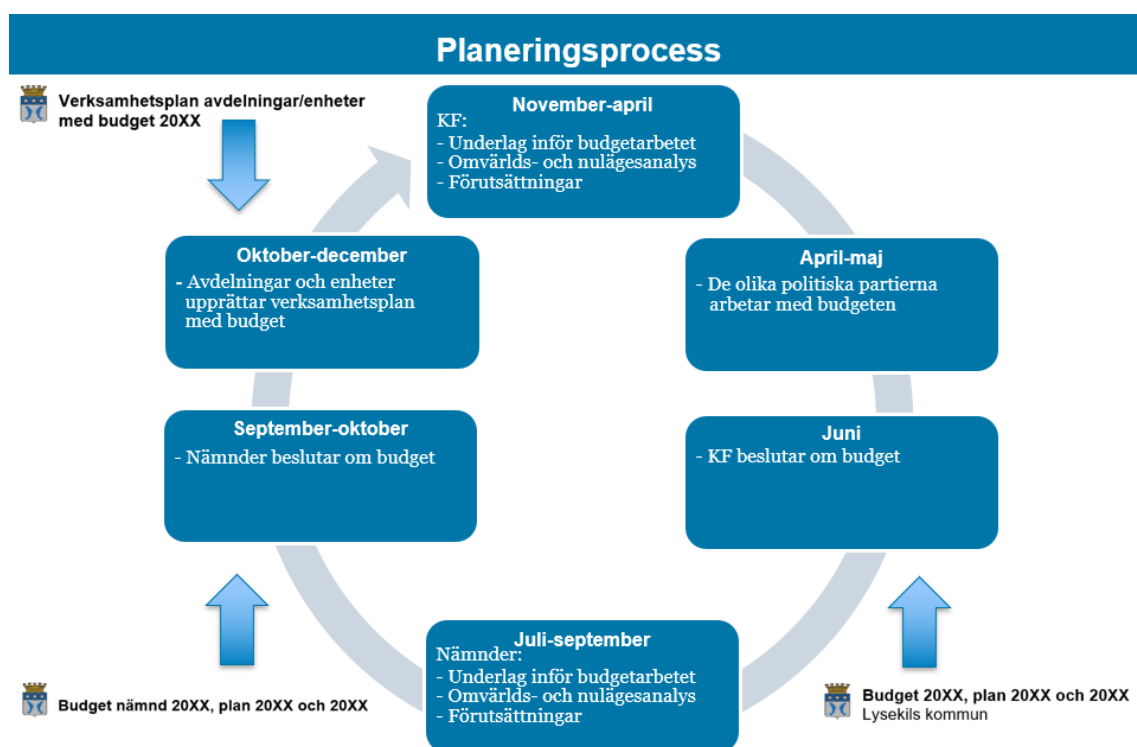 Planeringsprocess
Verksamhetsplan avdelningar/enheter
med budget 20XX
November-april
KF:
- Underlag inför budgetarbetet
- Omvärlds- och nulägesanalys
- Förutsättningar
April-maj
- De olika politiska partierna
arbetar med budgeten
Juni
- KF beslutar om budget
Budget 20XX, plan 20XX och 20XX
Lysekils kommun
Juli-september
Nämnder:
- Underlag inför budgetarbetet
- Omvärlds- och nulägesanalys
- Förutsättningar
Budget nämnd 20XX, plan 20XX och 20XX
September-oktober
- Nämnder beslutar om budget
Oktober-december
- Avdelningar och enheter
upprättar verksamhetsplan
med budget